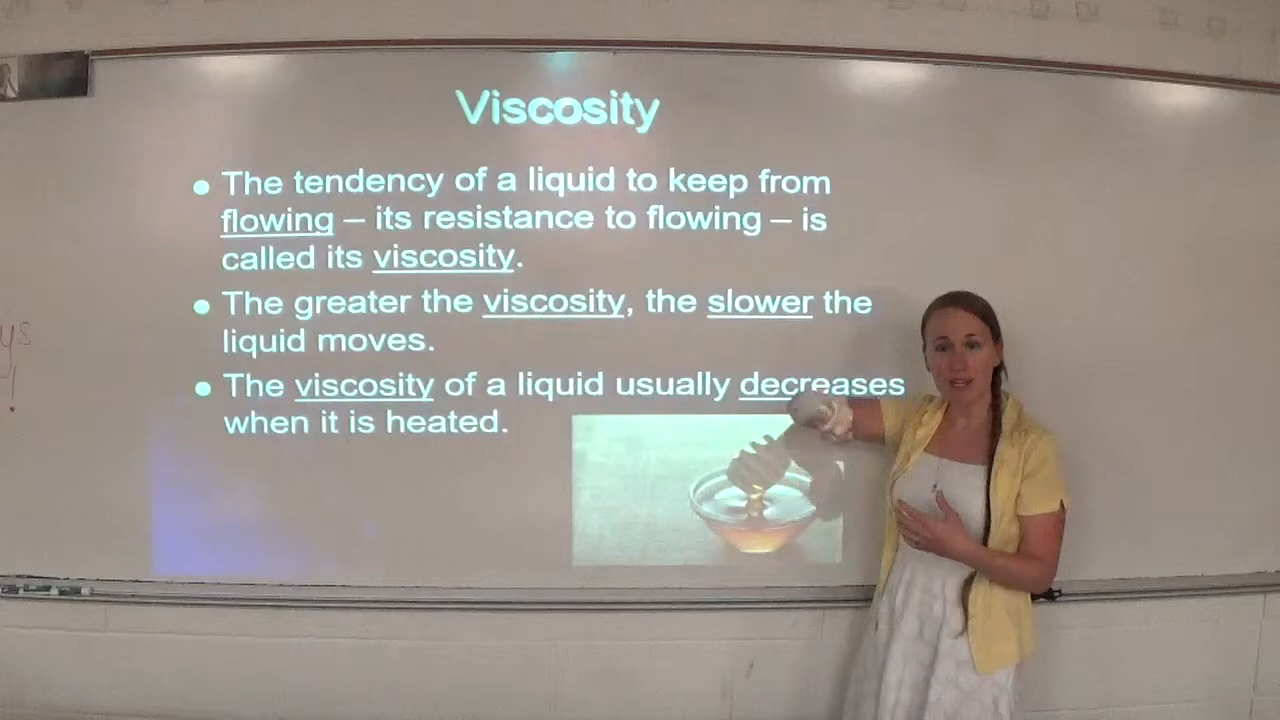 Viscosity
● The tendency of a liquid to keep from
flowing – its resistance to flowing – is
called its viscosity.
● The greater the viscosity, the slower the
liquid moves.
● The viscosity of a liquid usually decreases
when it is heated.